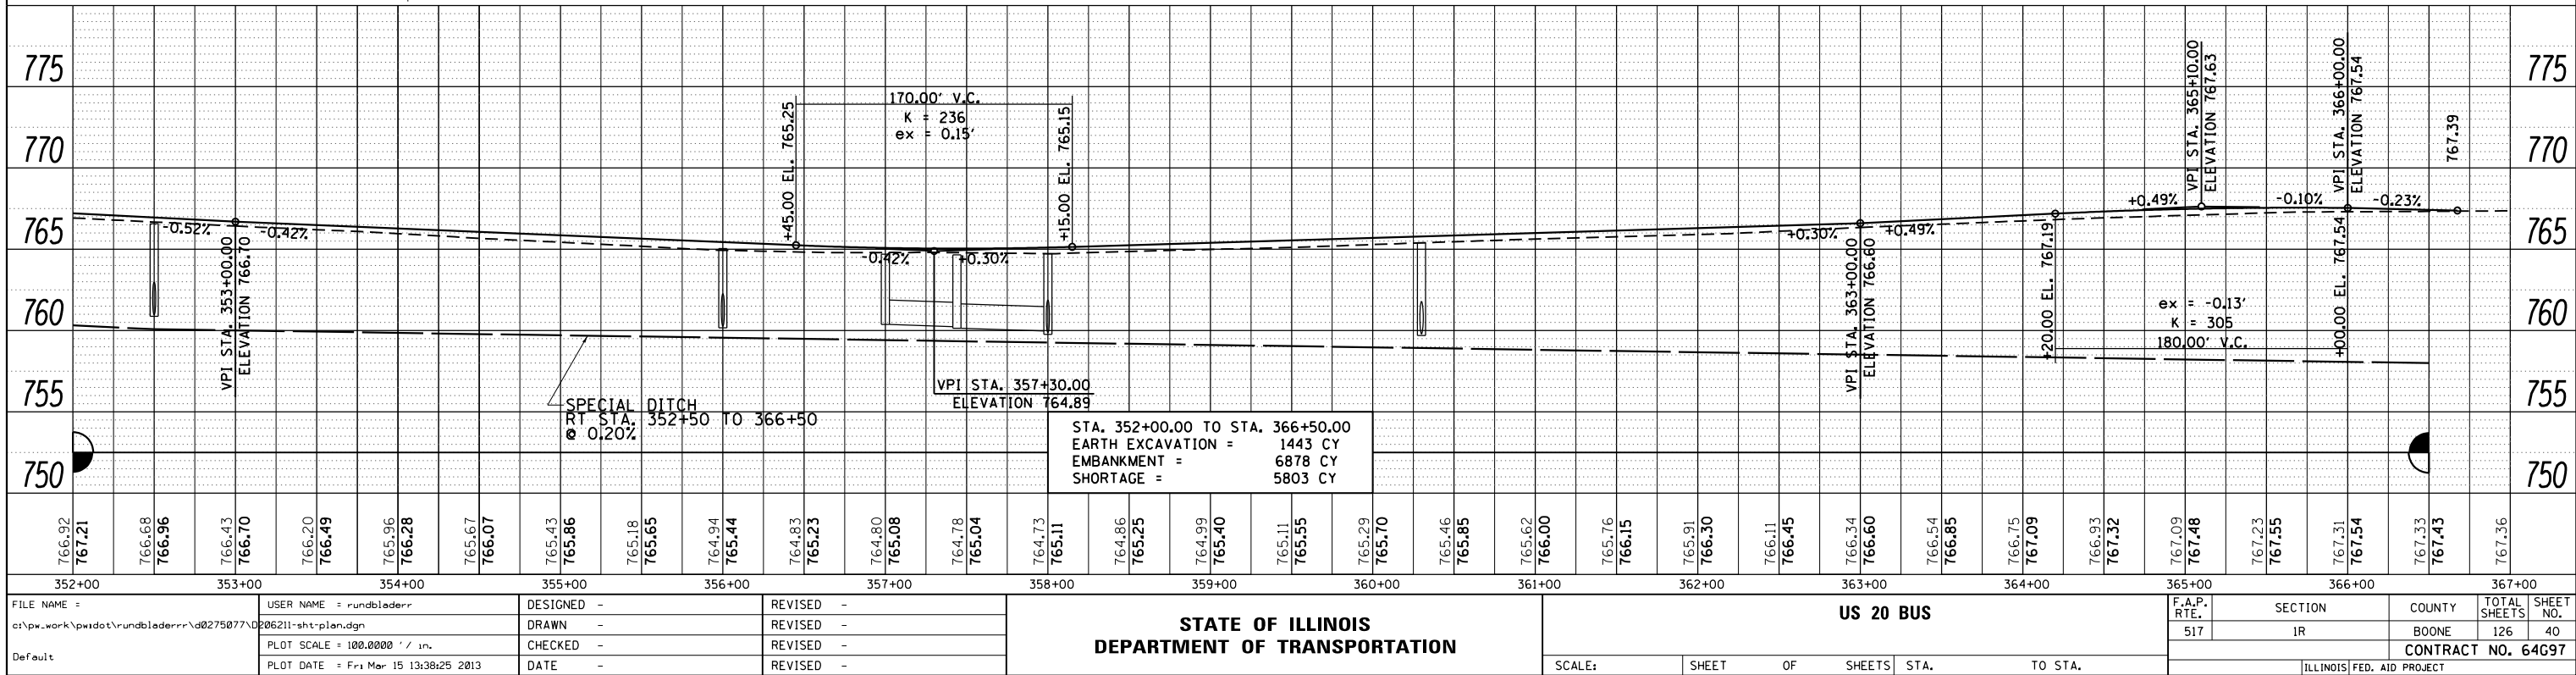 775
775
770
770
765
765
760
760
755
755
750
750
-0.52%
-0.42%
VPI STA. 353+00.00
ELEVATION 766.70
+45.00 EL. 765.25
170.00' V.C.
K = 236
ex = 0.15'
+15.00 EL. 765.15
-0.42%
+0.30%
VPI STA. 357+30.00
ELEVATION 764.89
SPECIAL DITCH
RT STA. 352+50 TO 366+50
@ 0.20%
STA. 352+00.00 TO STA. 366+50.00
EARTH EXCAVATION = 1443 CY
EMBANKMENT = 6878 CY
SHORTAGE = 5803 CY
+0.30%
+0.49%
VPI STA. 363+00.00
ELEVATION 766.60
+20.00 EL. 767.19
+0.49%
VPI STA. 365+10.00
ELEVATION 767.63
-0.10%
VPI STA. 366+00.00
ELEVATION 767.54
-0.23%
767.39
ex = -0.13'
K = 305
180.00' V.C.
+00.00 EL. 767.54
766.92
767.21
766.68
766.96
766.43
766.70
766.20
766.49
765.96
766.28
765.67
766.07
765.43
765.86
765.18
765.65
764.94
765.44
764.83
765.23
764.80
765.08
764.78
765.04
764.73
765.11
764.86
765.25
764.99
765.40
765.11
765.55
765.29
765.70
765.46
765.85
765.62
766.00
765.76
766.15
765.91
766.30
766.11
766.45
766.34
766.60
766.54
766.85
766.75
767.09
766.93
767.32
767.09
767.48
767.23
767.55
767.31
767.54
767.33
767.43
767.36
352+00 353+00 354+00 355+00 356+00 357+00 358+00 359+00 360+00 361+00 362+00 363+00 364+00 365+00 366+00 367+00
FILE NAME =
c:\pw_work\pwidot\rundbladerrr\d0275077\D206211-sht-plan.dgn
Default
USER NAME = rundbladerr
PLOT SCALE = 100.0000 '/ in.
PLOT DATE = Fri Mar 15 13:38:25 2013
DESIGNED -
DRAWN -
CHECKED -
DATE -
REVISED -
REVISED -
REVISED -
REVISED -
STATE OF ILLINOIS
DEPARTMENT OF TRANSPORTATION
US 20 BUS
SCALE: SHEET OF SHEETS STA. TO STA.
F.A.P. RTE. SECTION COUNTY TOTAL SHEETS SHEET NO.
517 1R BOONE 126 40
CONTRACT NO. 64G97
ILLINOIS FED. AID PROJECT